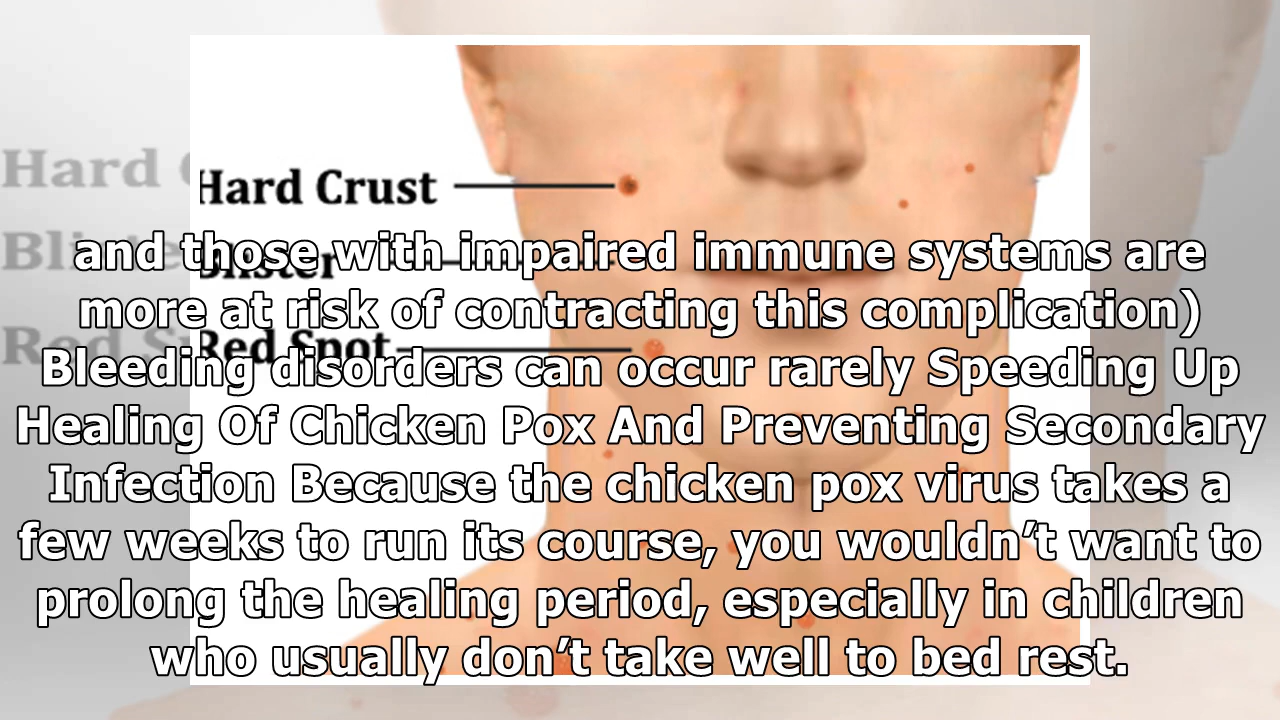 Hard Crust
Blister
Red Spot
and those with impaired immune systems are
more at risk of contracting this complication)
Bleeding disorders can occur rarely Speeding Up
Healing Of Chicken Pox And Preventing Secondary
Infection Because the chicken pox virus takes a
few weeks to run its course, you wouldn’t want to
prolong the healing period, especially in children
who usually don’t take well to bed rest.